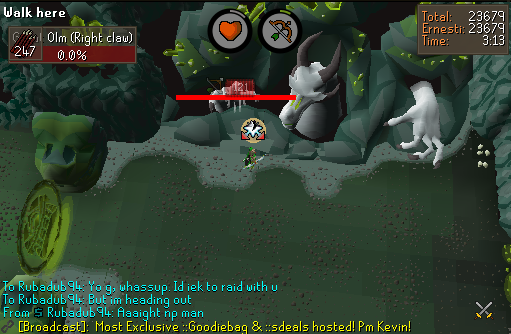 Walk here
Olm (Right claw)
247
0.0%
Total: 23679
Ernesti: 23679
Time: 3:13
To Rubadub94: Yo g, whassup: Id iek to raid with u
To Rubadub94: But im heading out
From S Rubadub94: Aaaight np man
[Broadcast]: Most Exclusive ::Goodiebag & ::sdeals hosted! Pm Kevin!